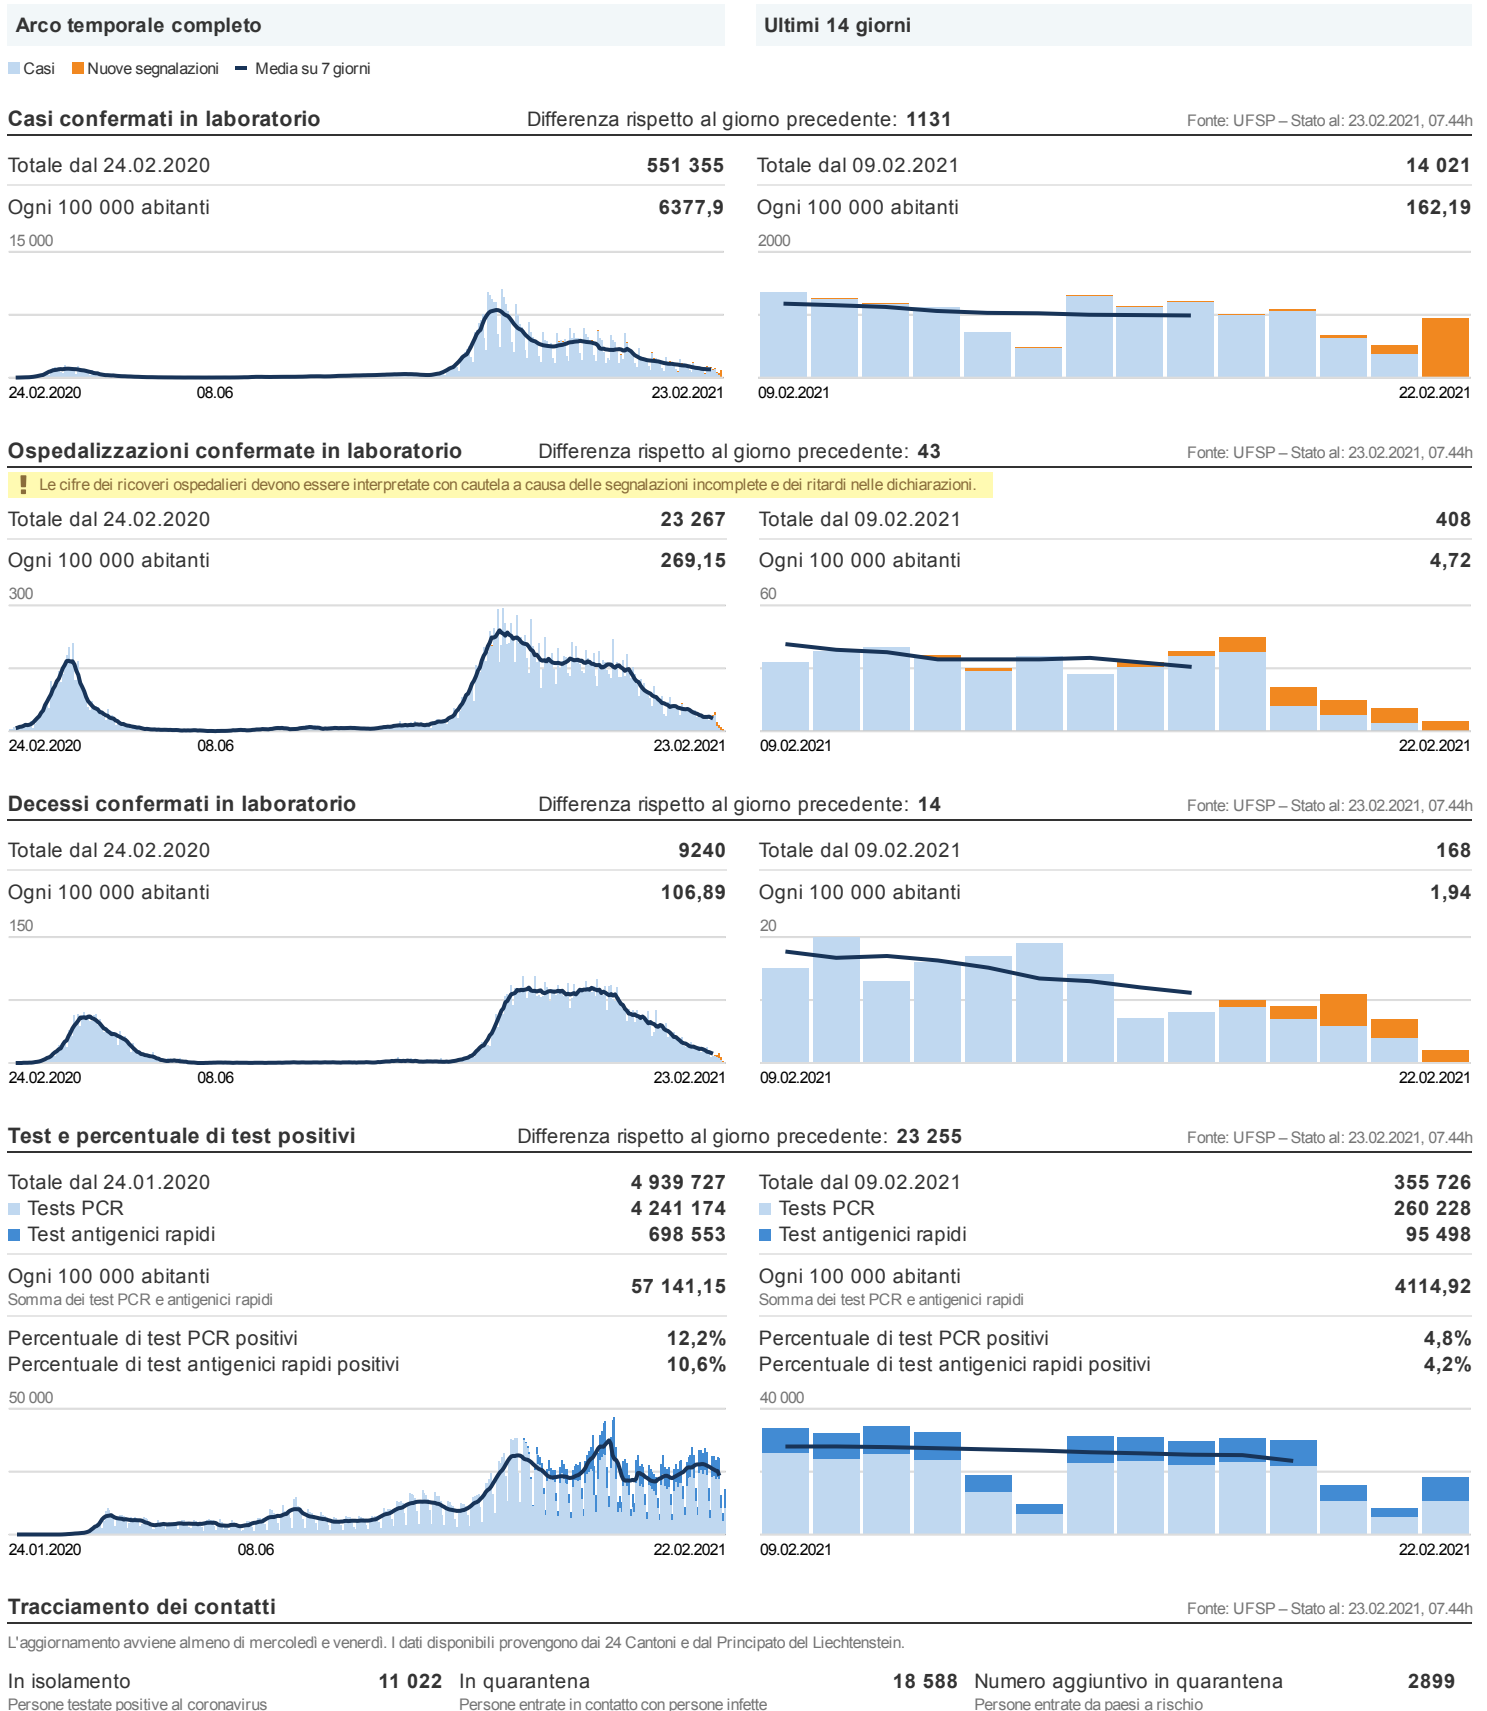 Arco temporale completo
Ultimi 14 giorni
Casi Nuove segnalazioni Media su 7 giorni
Casi confermati in laboratorio Differenza rispetto al giorno precedente: 1131 Fonte: UFSP – Stato al: 23.02.2021, 07.44h
Totale dal 24.02.2020 551 355
Ogni 100 000 abitanti 6377,9
15 000
24.02.2020 08.06 23.02.2021
Totale dal 09.02.2021 14 021
Ogni 100 000 abitanti 162,19
2000
09.02.2021 22.02.2021
Ospedalizzazioni confermate in laboratorio Differenza rispetto al giorno precedente: 43 Fonte: UFSP – Stato al: 23.02.2021, 07.44h
! Le cifre dei ricoveri ospedalieri devono essere interpretate con cautela a causa delle segnalazioni incomplete e dei ritardi nelle dichiarazioni.
Totale dal 24.02.2020 23 267
Ogni 100 000 abitanti 269,15
300
24.02.2020 08.06 23.02.2021
Totale dal 09.02.2021 408
Ogni 100 000 abitanti 4,72
60
09.02.2021 22.02.2021
Decessi confermati in laboratorio Differenza rispetto al giorno precedente: 14 Fonte: UFSP – Stato al: 23.02.2021, 07.44h
Totale dal 24.02.2020 9240
Ogni 100 000 abitanti 106,89
150
24.02.2020 08.06 23.02.2021
Totale dal 09.02.2021 168
Ogni 100 000 abitanti 1,94
20
09.02.2021 22.02.2021
Test e percentuale di test positivi Differenza rispetto al giorno precedente: 23 255 Fonte: UFSP – Stato al: 23.02.2021, 07.44h
Totale dal 24.01.2020 4 939 727
Tests PCR 4 241 174
Test antigenici rapidi 698 553
Ogni 100 000 abitanti 57 141,15
Somma dei test PCR e antigenici rapidi
Percentuale di test PCR positivi 12,2%
Percentuale di test antigenici rapidi positivi 10,6%
50 000
24.01.2020 08.06 22.02.2021
Totale dal 09.02.2021 355 726
Tests PCR 260 228
Test antigenici rapidi 95 498
Ogni 100 000 abitanti 4114,92
Somma dei test PCR e antigenici rapidi
Percentuale di test PCR positivi 4,8%
Percentuale di test antigenici rapidi positivi 4,2%
40 000
09.02.2021 22.02.2021
Tracciamento dei contatti Fonte: UFSP – Stato al: 23.02.2021, 07.44h
L'aggiornamento avviene almeno di mercoledì e venerdì. I dati disponibili provengono dai 24 Cantoni e dal Principato del Liechtenstein.
In isolamento 11 022
Persone testate positive al coronavirus
In quarantena 18 588
Persone entrate in contatto con persone infette
Numero aggiuntivo in quarantena 2899
Persone entrate da paesi a rischio